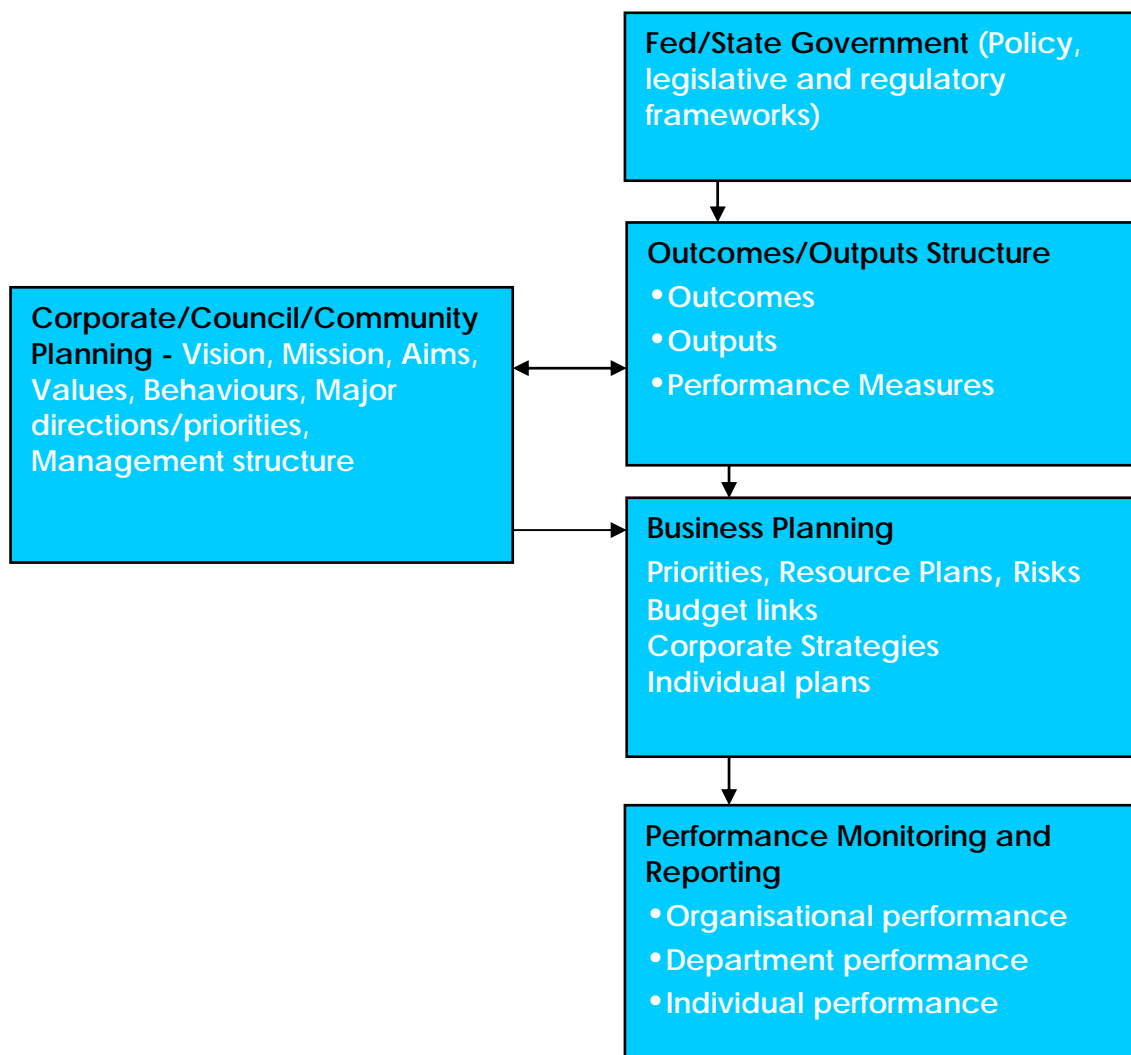 Fed/State Government (Policy,
legislative and regulatory
frameworks)
Outcomes/Outputs Structure
•Outcomes
•Outputs
•Performance Measures
Corporate/Council/Community
Planning - Vision, Mission, Aims,
Values, Behaviours, Major
directions/priorities,
Management structure
Business Planning
Priorities, Resource Plans, Risks
Budget links
Corporate Strategies
Individual plans
Performance Monitoring and
Reporting
•Organisational performance
•Department performance
•Individual performance